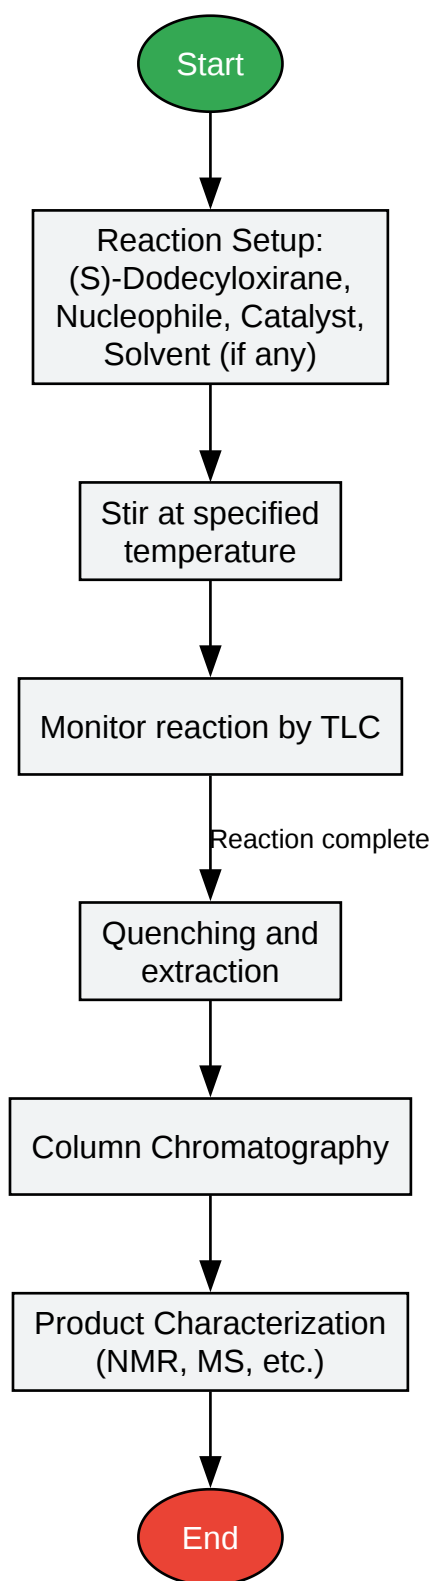 Start
Reaction Setup:
(S)-Dodecyloxirane,
Nucleophile, Catalyst,
Solvent (if any)
Stir at specified
temperature
Monitor reaction by TLC
Reaction complete
Quenching and
extraction
Column Chromatography
Product Characterization
(NMR, MS, etc.)
End